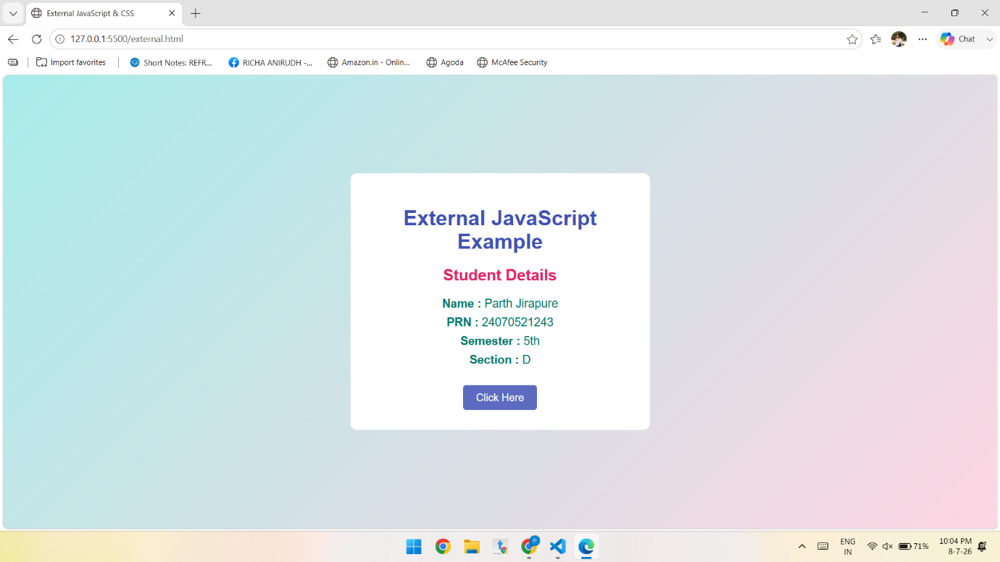 External JavaScript & CSS
127.0.0.1:5500/external.html
Chat
Import favorites
Short Notes: REFR...
RICHA ANIRUDH -...
Amazon.in - Onlin...
Agoda
McAfee Security
External JavaScript
Example
Student Details
Name : Parth Jirapure
PRN : 24070521243
Semester : 5th
Section : D
Click Here
P
ENG
IN
71%
10:04 PM
8-7-26